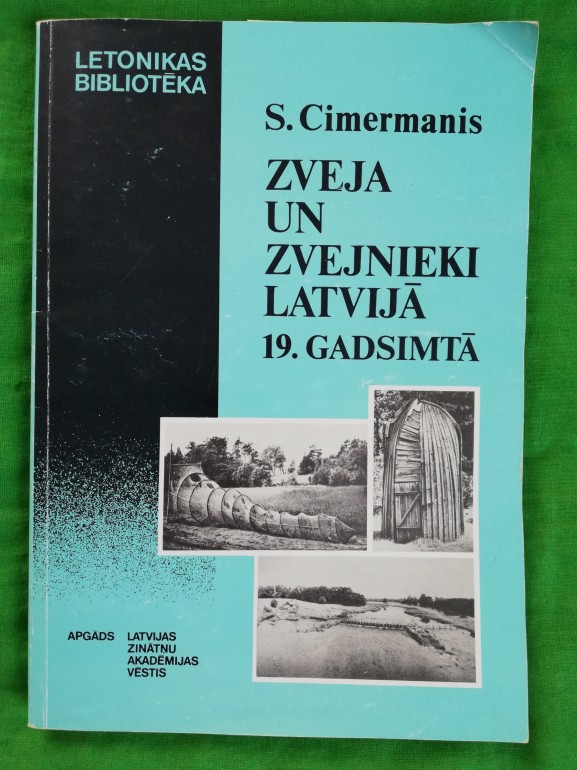 LETONIKAS
BIBLIOTĒKA
S. Cimermanis
ZVEJA
UN
ZVEJNIEKI
LATVIJĀ
19. GADSIMTĀ
APGĀDS LATVIJAS
ZINĀTŅU
AKADĒMIJAS
VĒSTIS